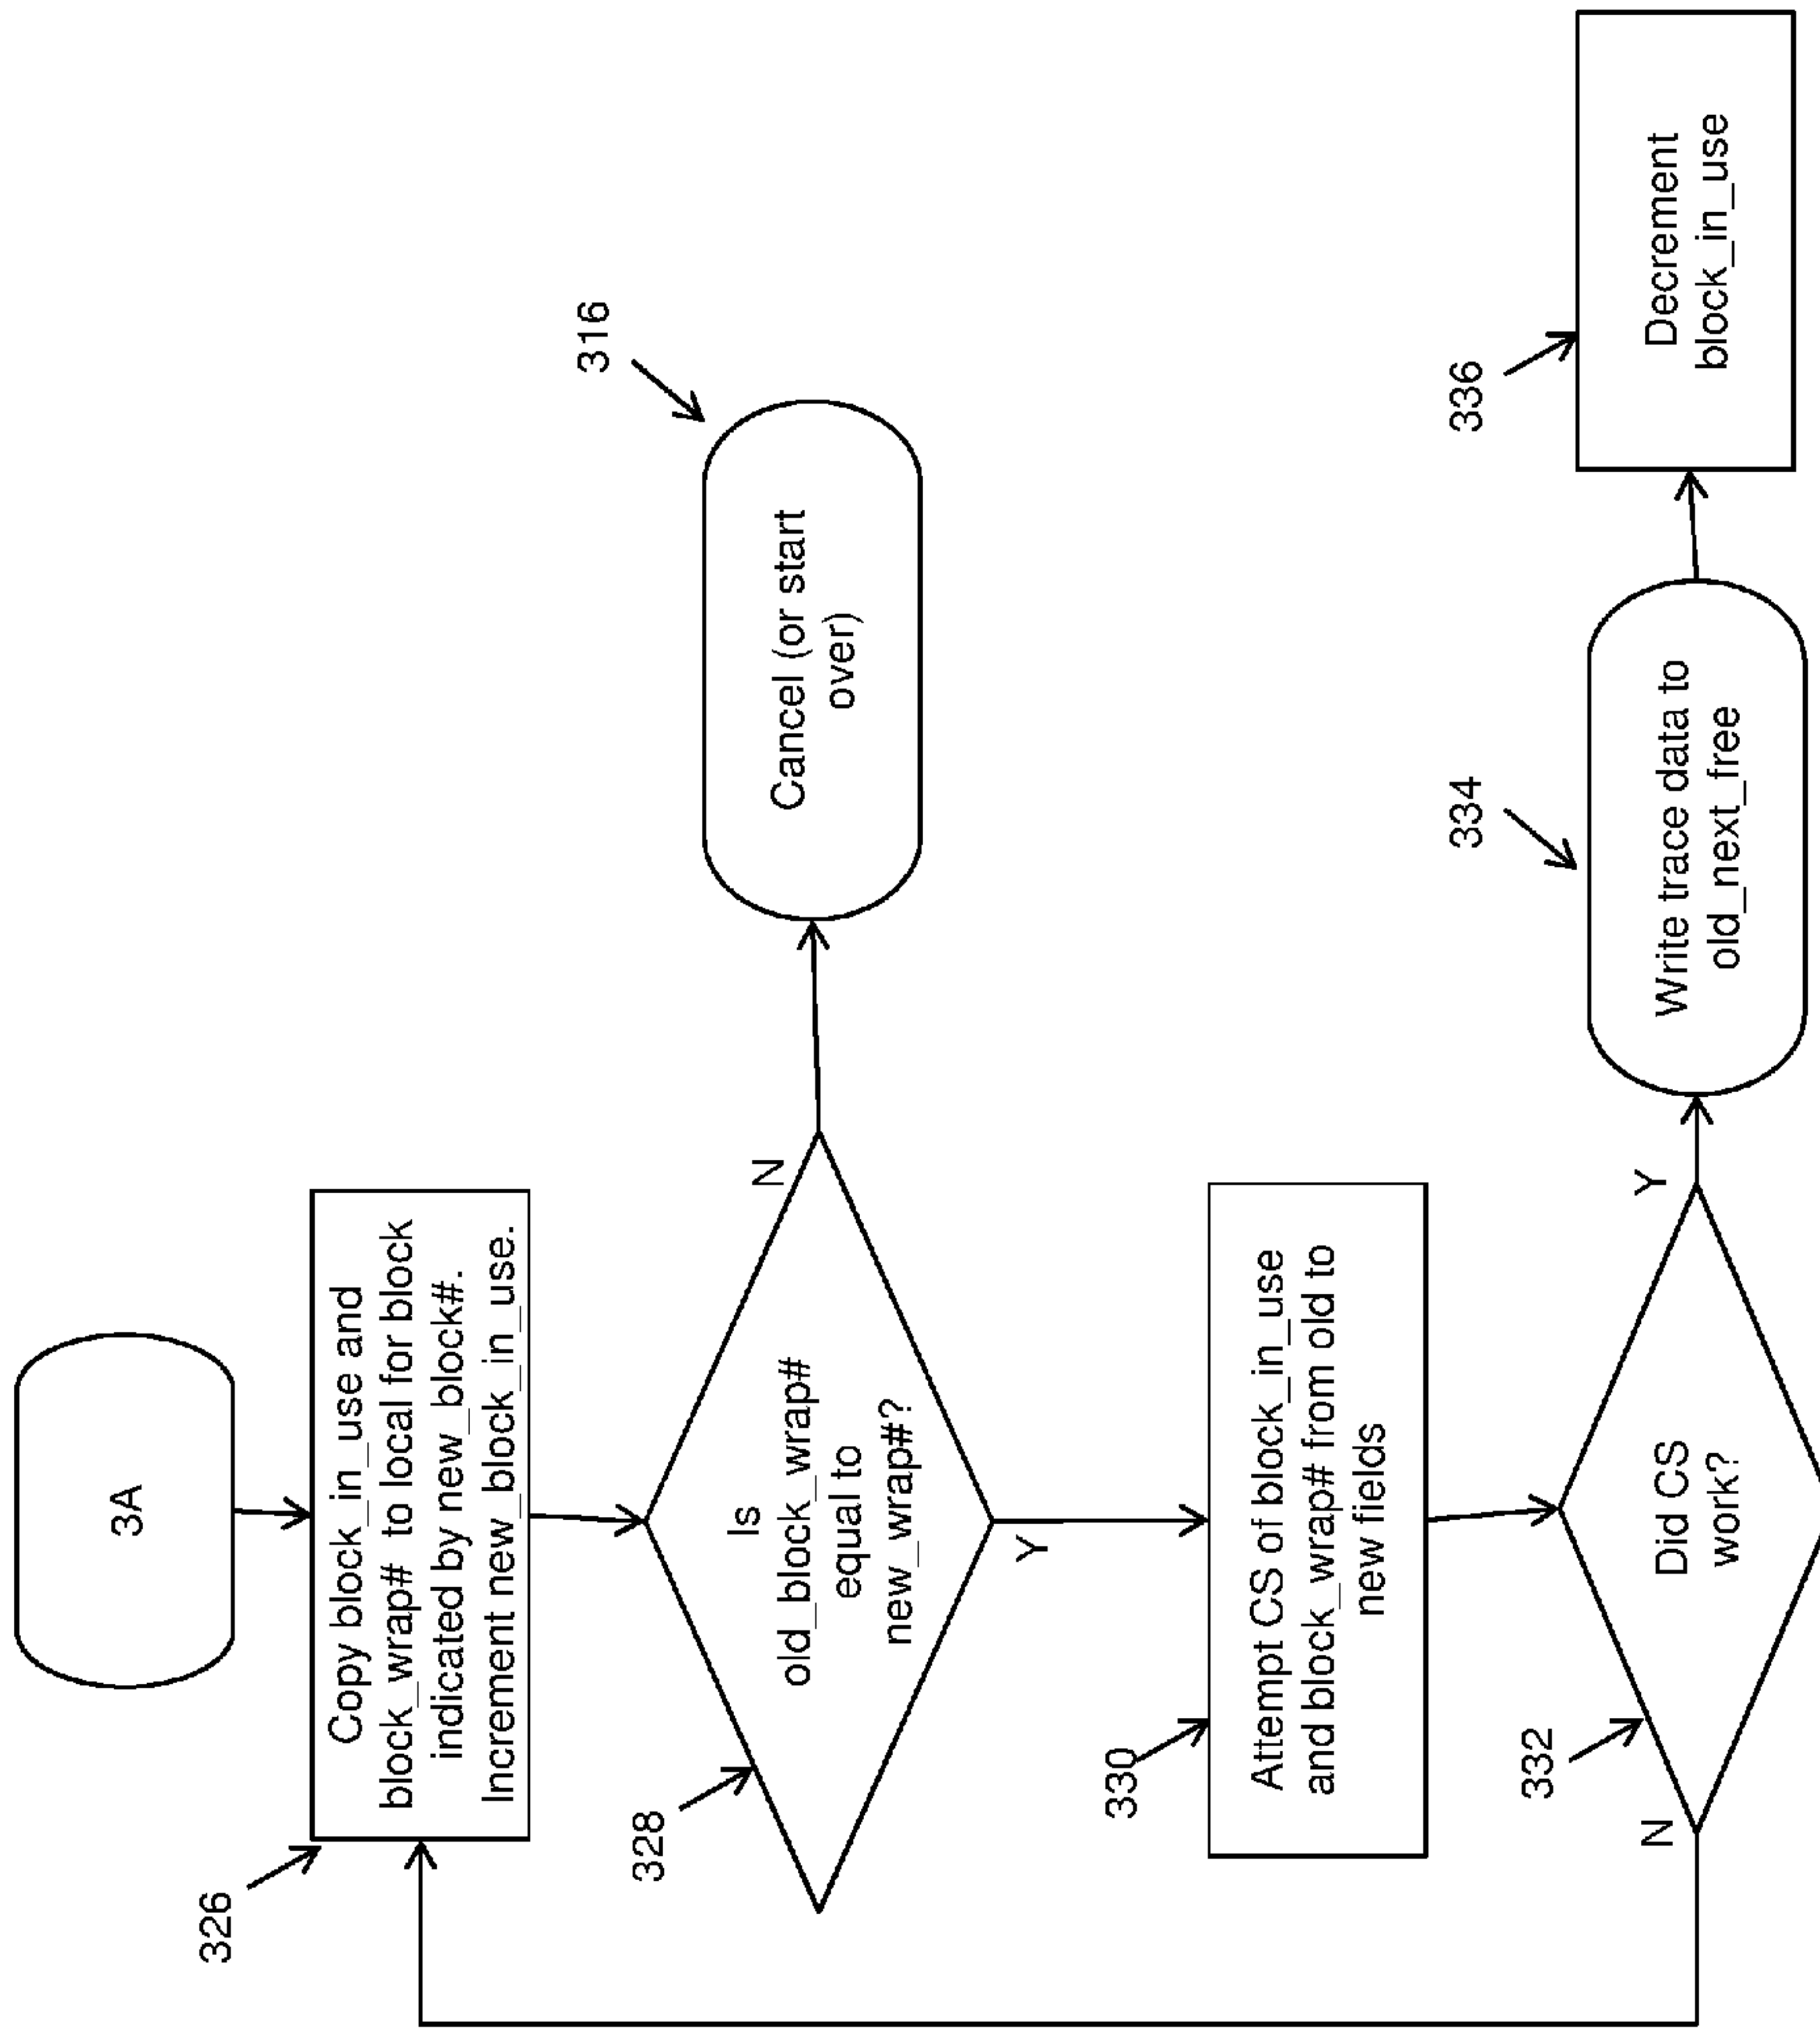 3A
326
Copy block_in_use and
block_wrap# to local for block
indicated by new_block#.
Increment new_block_in_use.
328
Is
old_block_wrap#
equal to
new_wrap#?
N
316
Cancel (or start
over)
Y
330
Attempt CS of block_in_use
and block_wrap# from old to
new fields
332
Did CS
work?
N
Y
334
Write trace data to
old_next_free
336
Decrement
block_in_use